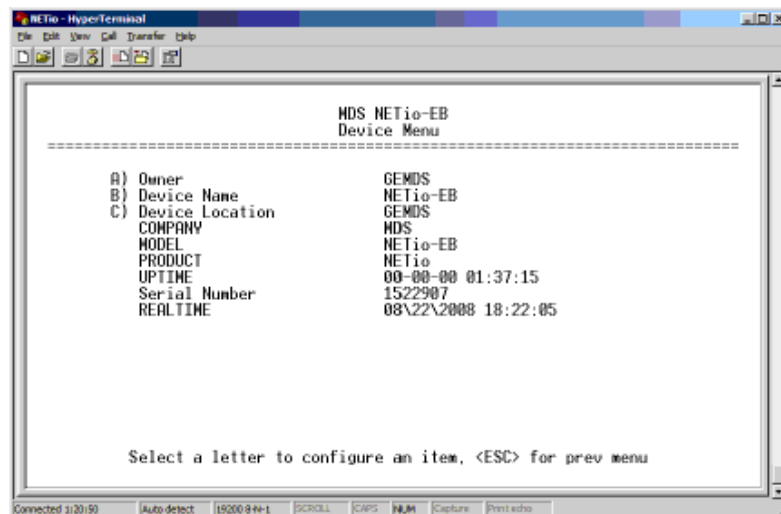 NETio - HyperTerminal
File Edit View Call Transfer Help
MDS NETio-EB
Device Menu
==============================================================================
A) Owner GEMDS
B) Device Name NETio-EB
C) Device Location GEMDS
COMPANY MDS
MODEL NETio-EB
PRODUCT NETio
UPTIME 00-00-00 01:37:15
Serial Number 1522907
REALTIME 08\22\2008 18:22:05
Select a letter to configure an item, <ESC> for prev menu
Connected 1:20:50 Auto detect 19200 8-N-1 SCROLL CAPS NUM Capture Print echo